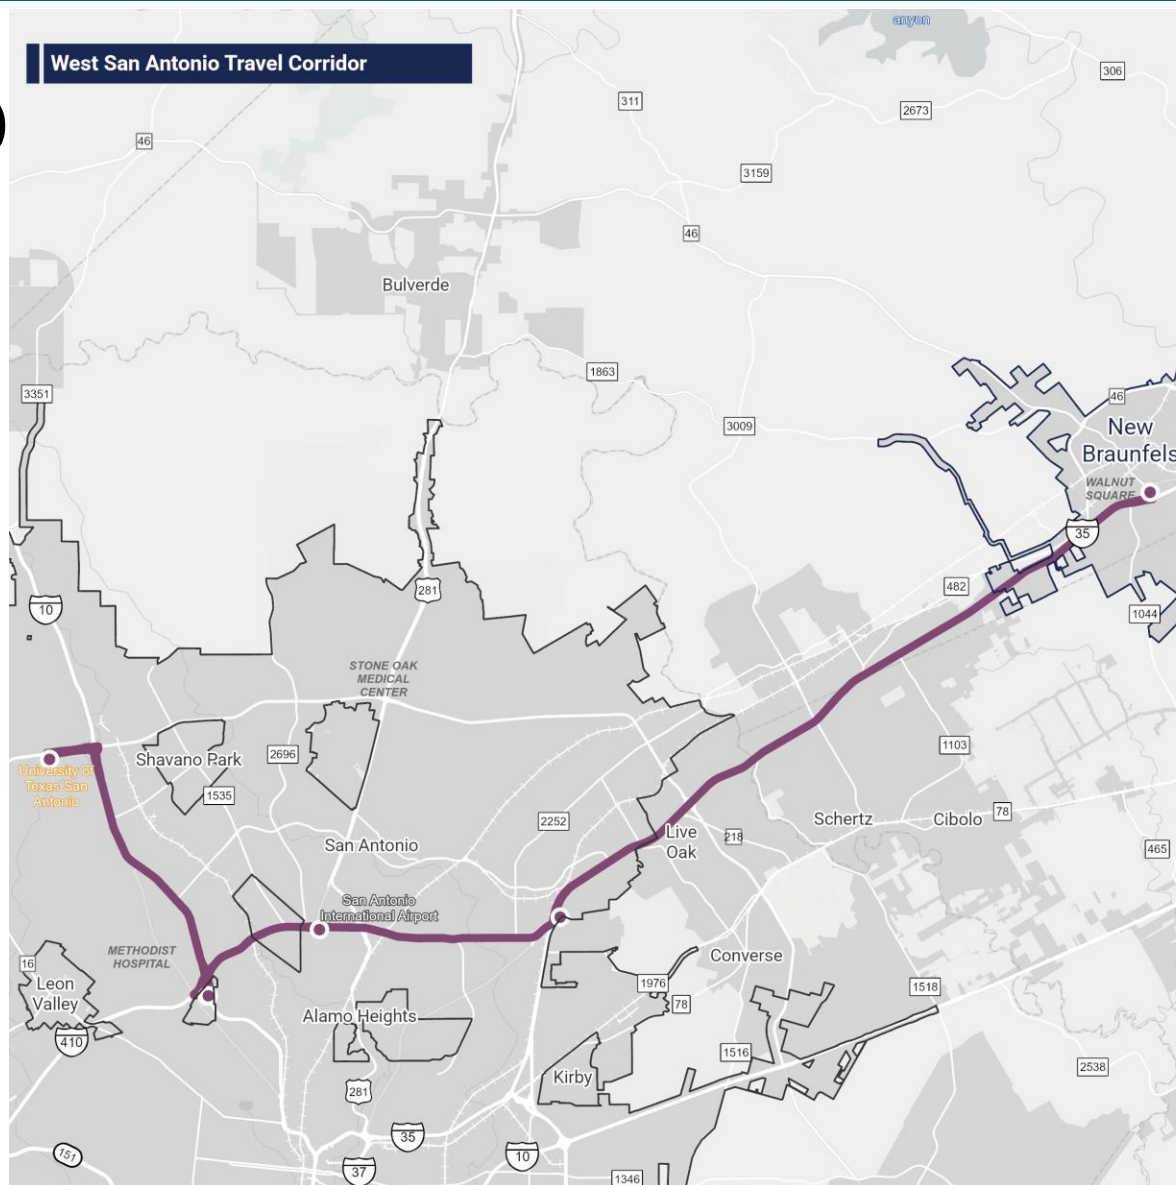 anyon
West San Antonio Travel Corridor
306
311
2673
46
3159
46
Bulverde
1863
3351
46
3009
New
Braunfels
WALNUT
SQUARE
35
281
482
10
1044
STONE OAK
MEDICAL
CENTER
1103
Shavano Park
2696
University of
Texas San
Antonio
1535
78
2252
Schertz
Cibolo
Live
Oak
218
San Antonio
465
San Antonio
International Airport
METHODIST
HOSPITAL
Converse
16
Leon
Valley
1976
1518
78
Alamo Heights
410
1516
Kirby
2538
281
35
151
10
37
1346